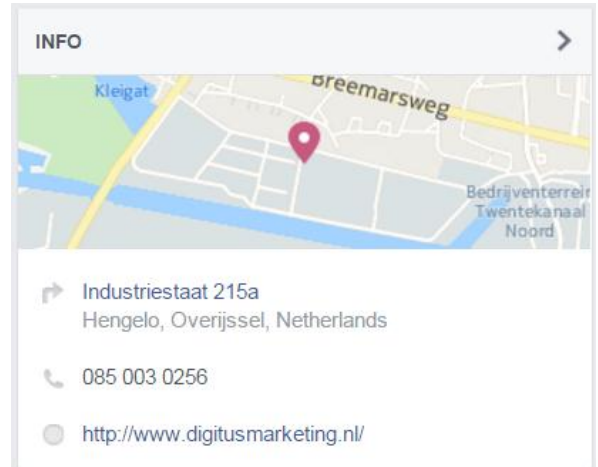 INFO
Kleigat
Breemarsweg
Bedrijventerrein
Twentekanaal
Noord
Industriestaat 215a
Hengelo, Overijssel, Netherlands
085 003 0256
http://www.digitusmarketing.nl/